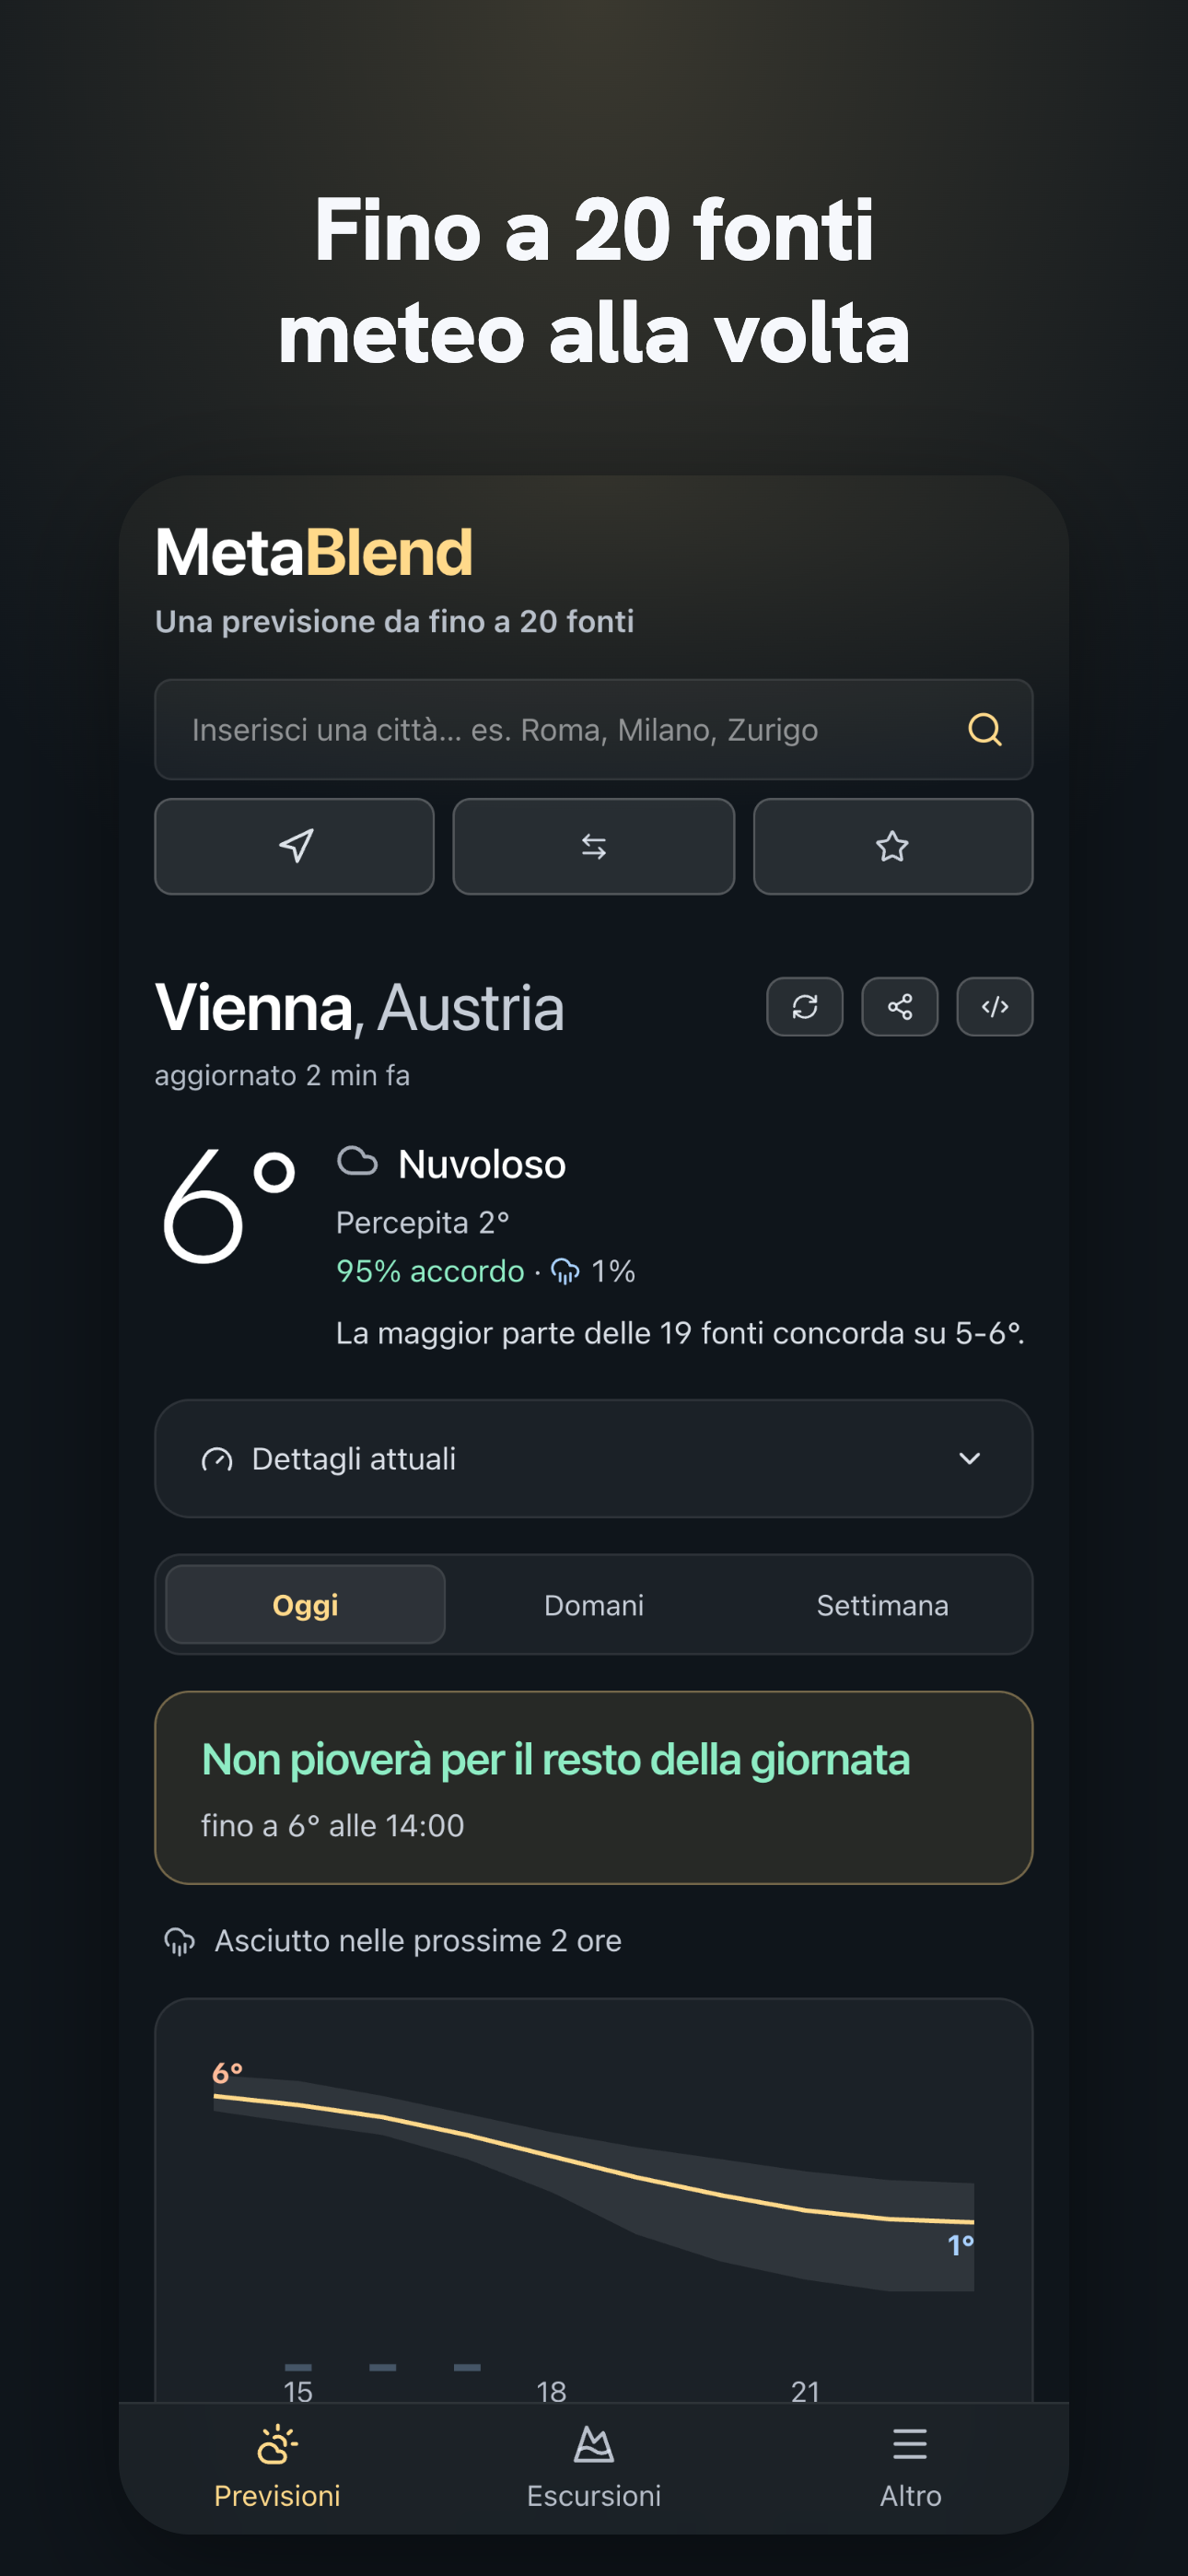 Fino a 20 fonti
meteo alla volta
MetaBlend
Una previsione da fino a 20 fonti
Inserisci una città... es. Roma, Milano, Zurigo
Vienna, Austria
aggiornato 2 min fa
6°
Nuvoloso
Percepita 2°
95% accordo · 1%
La maggior parte delle 19 fonti concorda su 5-6°.
Dettagli attuali
Oggi Domani Settimana
Non pioverà per il resto della giornata
fino a 6° alle 14:00
Asciutto nelle prossime 2 ore
6°
1°
15 18 21
Previsioni Escursioni Altro